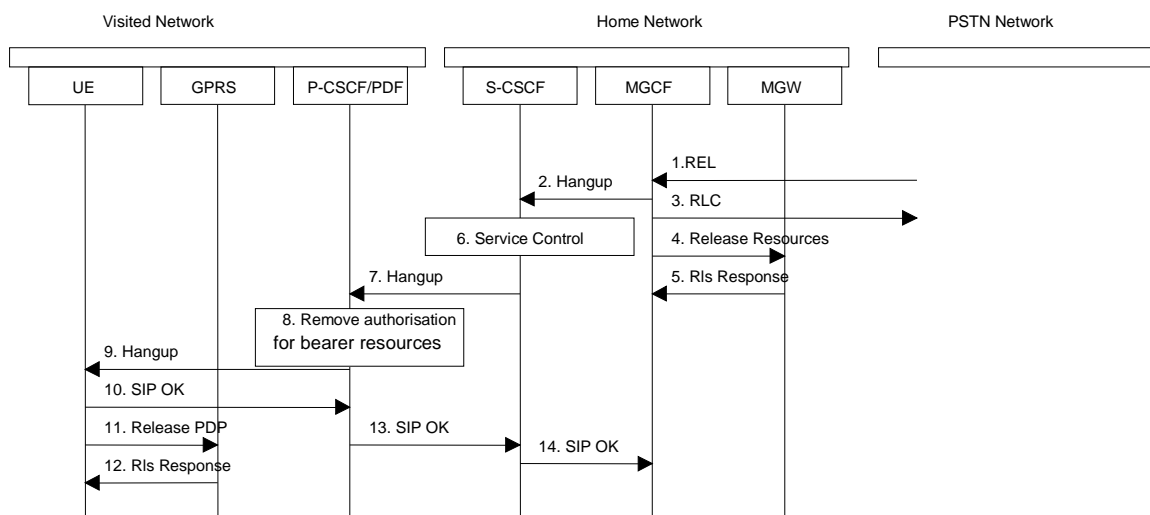 Visited Network
Home Network
PSTN Network
UE
GPRS
P-CSCF/PDF
S-CSCF
MGCF
MGW
1.REL
2. Hangup
3. RLC
6. Service Control
4. Release Resources
7. Hangup
5. Rls Response
8. Remove authorisation
for bearer resources
9. Hangup
10. SIP OK
11. Release PDP
13. SIP OK
14. SIP OK
12. Rls Response